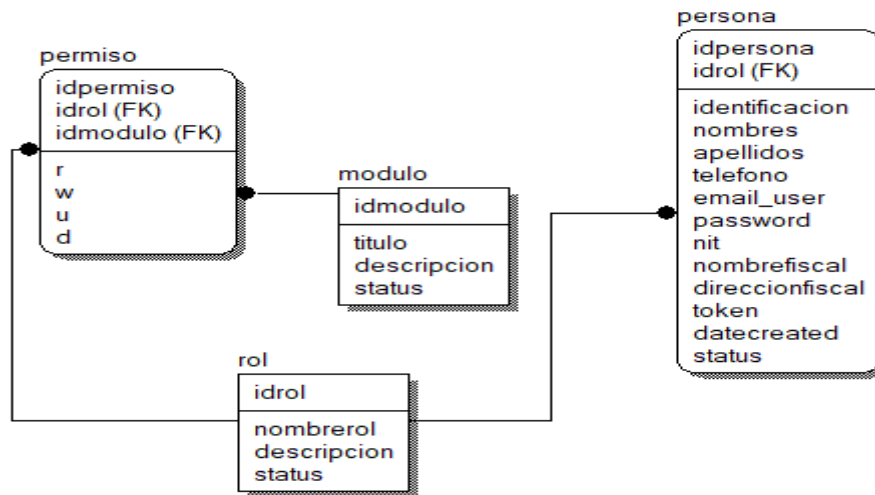 permiso
idpermiso
idrol (FK)
idmodulo (FK)
r
w
u
d
modulo
idmodulo
titulo
descripcion
status
persona
idpersona
idrol (FK)
identificacion
nombres
apellidos
telefono
email_user
password
nit
nombrefiscal
direccionfiscal
token
datecreated
status
rol
idrol
nombrerol
descripcion
status